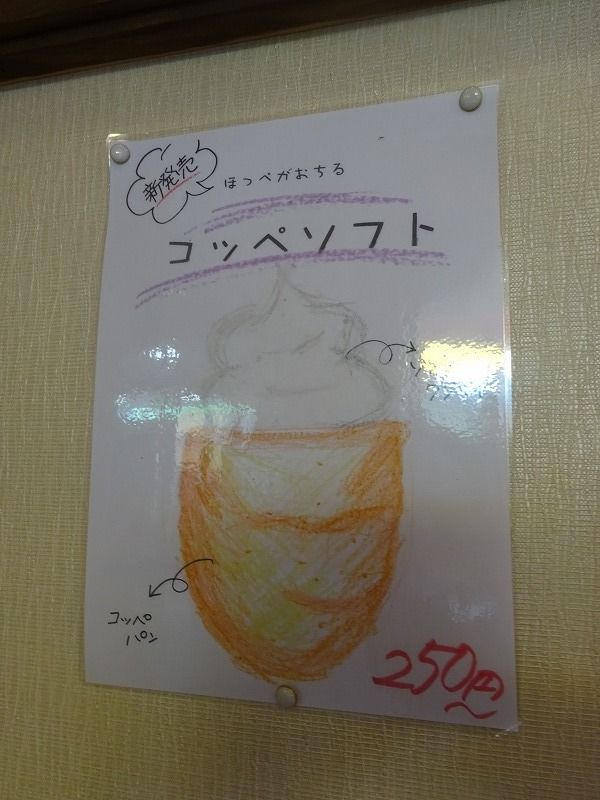 新発売
ほっぺがおちる
コッペソフト
コッペ
パン
250円